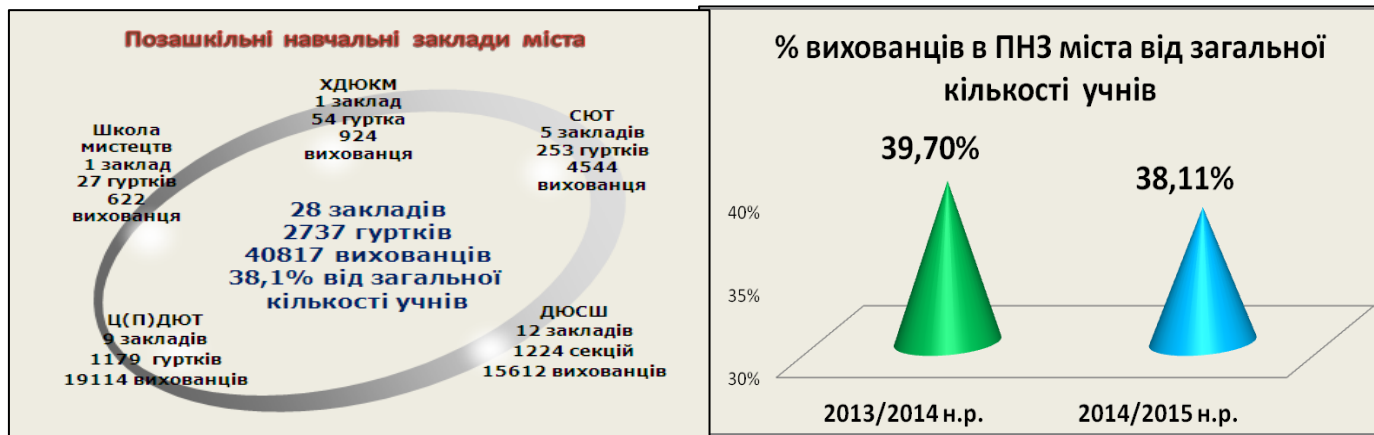 Позашкільні навчальні заклади міста
ХДЮКМ
1 заклад
54 гуртка
924
вихованця
СЮТ
5 закладів
253 гуртків
4544
вихованця
Школа
мистецтв
1 заклад
27 гуртків
622
вихованця
28 закладів
2737 гуртків
40817 вихованців
38,1% від загальної
кількості учнів
Ц(П)ДЮТ
9 закладів
1179 гуртків
19114 вихованців
ДЮСШ
12 закладів
1224 секцій
15612 вихованців
% вихованців в ПНЗ міста від загальної
кількості учнів
39,70%
38,11%
40%
35%
30%
2013/2014 н.р.
2014/2015 н.р.